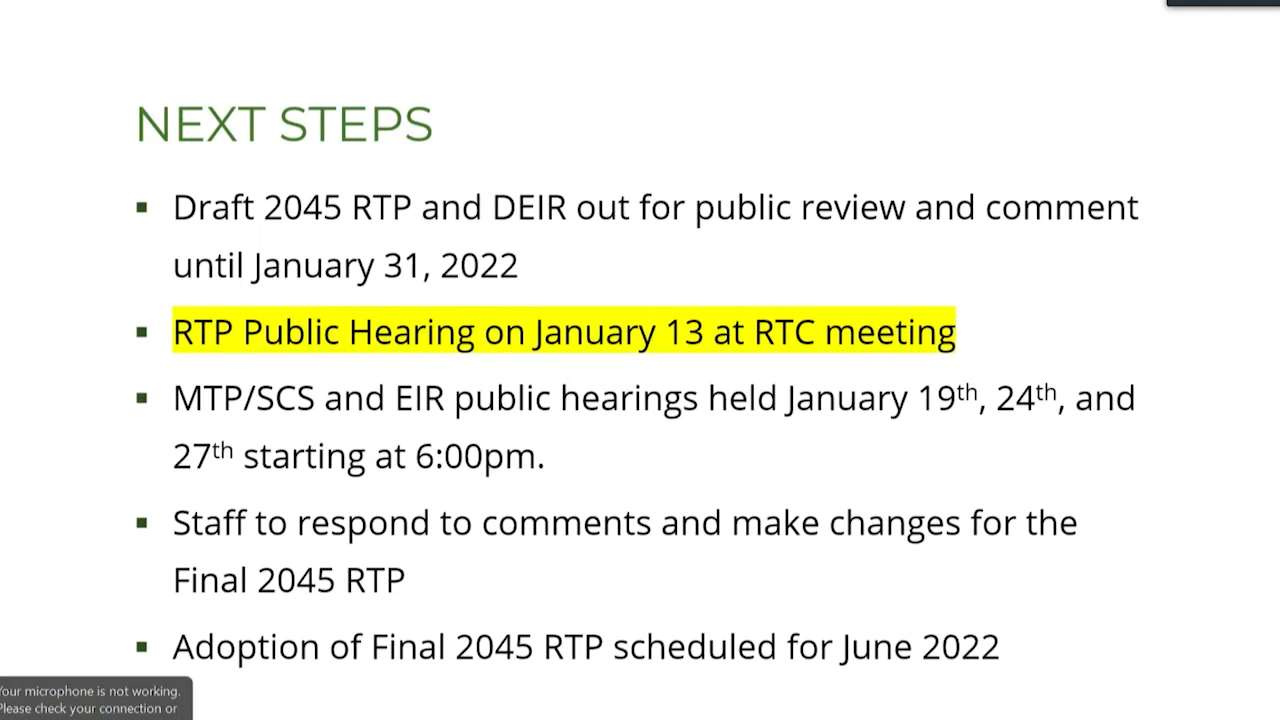 NEXT STEPS
▪ Draft 2045 RTP and DEIR out for public review and comment
until January 31, 2022
▪ RTP Public Hearing on January 13 at RTC meeting
▪ MTP/SCS and EIR public hearings held January 19th, 24th, and
27th starting at 6:00pm.
▪ Staff to respond to comments and make changes for the
Final 2045 RTP
▪ Adoption of Final 2045 RTP scheduled for June 2022
Your microphone is not working.
Please check your connection or